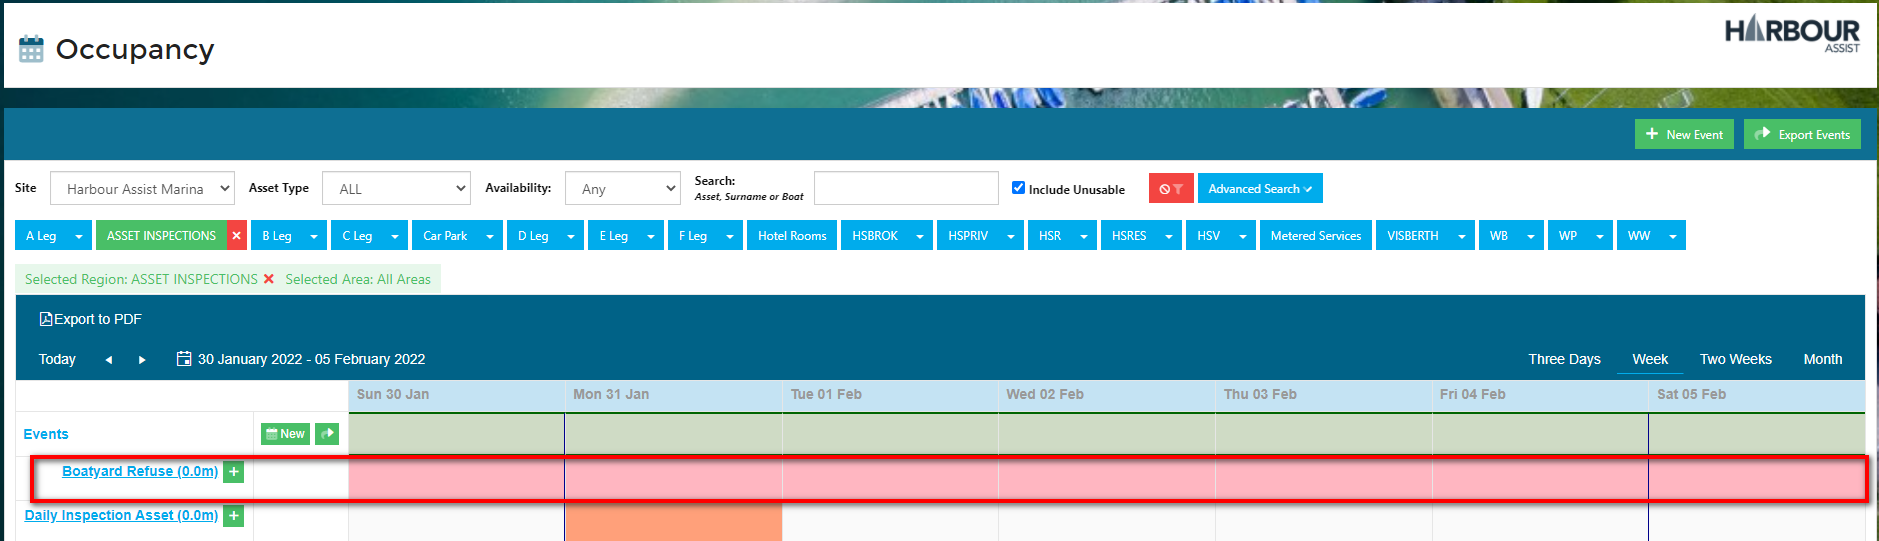 Occupancy
HARBOUR
ASSIST
New Event
Export Events
Site
Harbour Assist Marina
Asset Type
ALL
Availability:
Any
Search:
Asset, Surname or Boat
Include Unusable
Advanced Search
A Leg
ASSET INSPECTIONS
B Leg
C Leg
Car Park
D Leg
E Leg
F Leg
Hotel Rooms
HSBROK
HSPRIV
HSR
HSRES
HSV
Metered Services
VISBERTH
WB
WP
WW
Selected Region: ASSET INSPECTIONS
Selected Area: All Areas
Export to PDF
Today
30 January 2022 - 05 February 2022
Three Days
Week
Two Weeks
Month
Sun 30 Jan
Mon 31 Jan
Tue 01 Feb
Wed 02 Feb
Thu 03 Feb
Fri 04 Feb
Sat 05 Feb
Events
New
Boatyard Refuse (0.0m)
Daily Inspection Asset (0.0m)